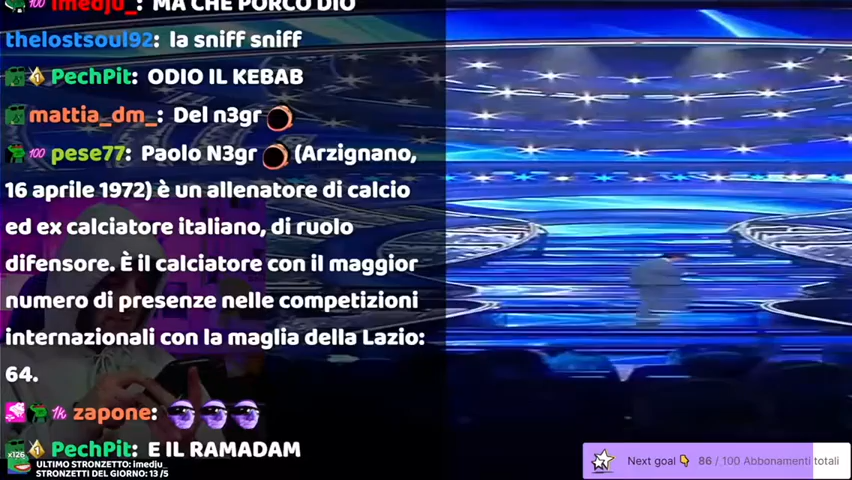 100 imedju_: MA CHE PORCO DIO
thelostsoul92: la sniff sniff
PechPit: ODIO IL KEBAB
mattia_dm_: Del n3gr
100 pese77: Paolo N3gr (Arzignano,
16 aprile 1972) è un allenatore di calcio
ed ex calciatore italiano, di ruolo
difensore. È il calciatore con il maggior
numero di presenze nelle competizioni
internazionali con la maglia della Lazio:
64.
1k zapone:
PechPit: E IL RAMADAM
x126
ULTIMO STRONZETTO: imedju_
STRONZETTI DEL GIORNO: 13 /5
Next goal 86 / 100 Abbonamenti totali